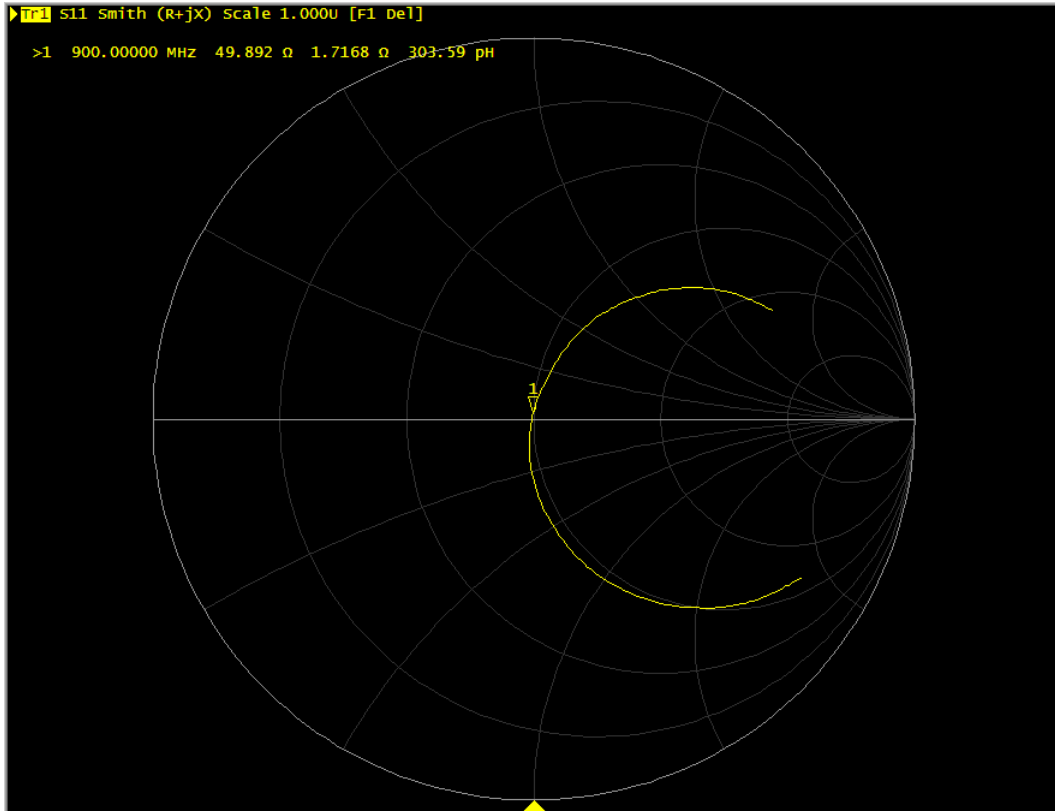 Tr1 S11 Smith (R+jX) Scale 1.000U [F1 Del]
>1 900.00000 MHz 49.892 Ω 1.7168 Ω 303.59 pH
1